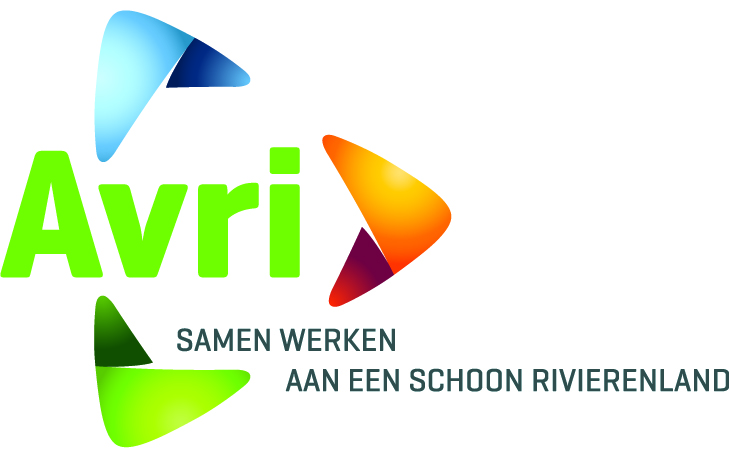 Avri
SAMEN WERKEN
AAN EEN SCHOON RIVIERENLAND